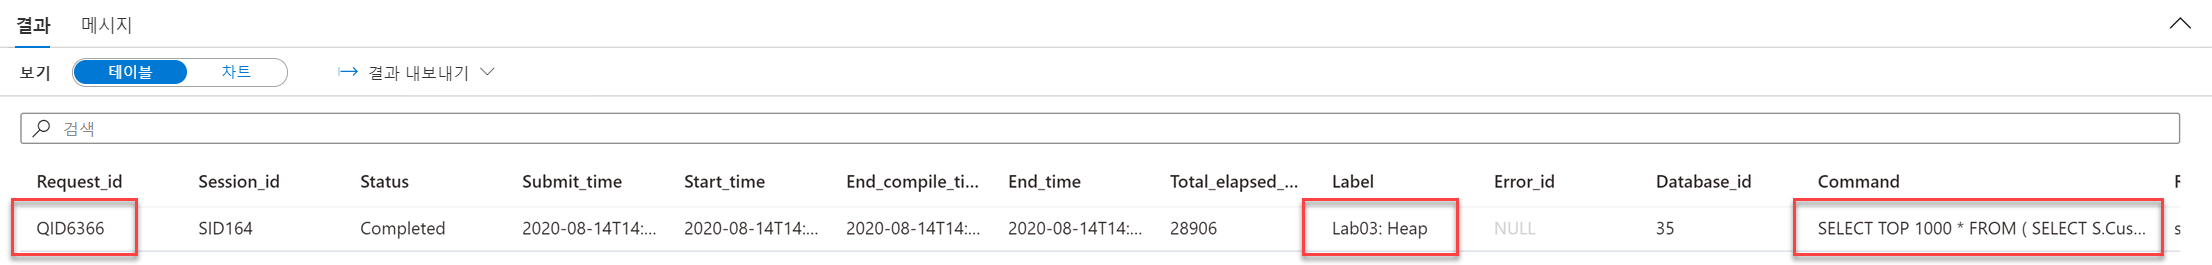 결과 메시지
보기 테이블 차트 결과 내보내기
검색
Request_id Session_id Status Submit_time Start_time End_compile_ti... End_time Total_elapsed_... Label Error_id Database_id Command
QID6366 SID164 Completed 2020-08-14T14:... 2020-08-14T14:... 2020-08-14T14:... 2020-08-14T14:... 28906 Lab03: Heap NULL 35 SELECT TOP 1000 * FROM ( SELECT S.Cus... s